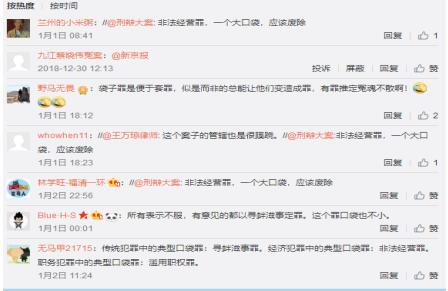 按热度 | 按时间
兰州的小米粥：//@刑辩大案: 非法经营罪，一个大口袋，应该废除
1月1日 08:41 回复 1
九江熊晓伟冤案：@新京报
2018-12-30 12:13 投诉 屏蔽 回复 赞
野马无畏：袋子罪是便于套罪，似是而非的总能让他们变造成罪，有罪推定冤魂不散啊！
1月1日 18:12 回复 2
whowhen11：//@王万琼律师: 这个案子的管辖也是很蹊跷。//@刑辩大案:非法经营罪，一个大口
袋，应该废除
1月1日 18:23 回复 1
林学旺-福清一环：//@刑辩大案: 非法经营罪，一个大口袋，应该废除
1月2日 22:56 回复 赞
Blue-H-S：所有表示不服，有意见的都以寻衅滋事定罪。这个罪口袋也不小。
1月1日 00:01 回复 赞
无马甲21715：传统犯罪中的典型口袋罪：寻衅滋事罪。经济犯罪中的典型口袋罪：非法经营罪。
职务犯罪中的典型口袋罪：滥用职权罪。
1月2日 11:24 回复 赞